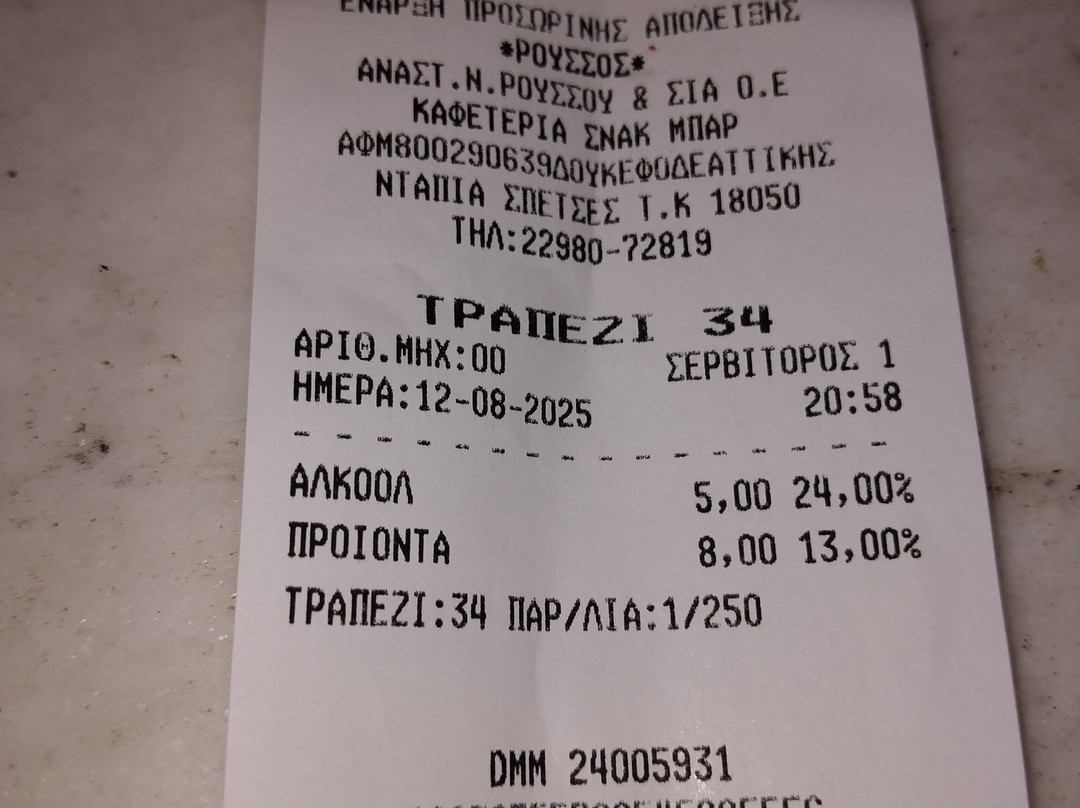 ΕΝΑΡΞΗ ΠΡΟΣΩΡΙΝΗΣ ΑΠΟΔΕΙΞΗΣ
*ΡΟΥΣΣΟΣ*
ΑΝΑΣΤ.Ν.ΡΟΥΣΣΟΥ & ΣΙΑ Ο.Ε
ΚΑΦΕΤΕΡΙΑ ΣΝΑΚ ΜΠΑΡ
ΑΦΜ800290639ΔΟΥΚΕΦΟΔΕΑΤΤΙΚΗΣ
ΝΤΑΠΙΑ ΣΠΕΤΣΕΣ Τ.Κ 18050
ΤΗΛ:22980-72819
ΤΡΑΠΕΖΙ 34
ΑΡΙΘ.ΜΗΧ:00 ΣΕΡΒΙΤΟΡΟΣ 1
ΗΜΕΡΑ:12-08-2025 20:58
ΑΛΚΟΟΛ 5,00 24,00%
ΠΡΟΙΟΝΤΑ 8,00 13,00%
ΤΡΑΠΕΖΙ:34 ΠΑΡ/ΛΙΑ:1/250
DMM 24005931